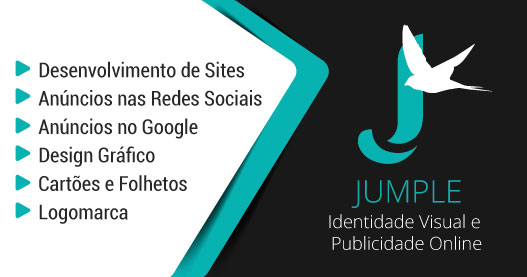 Desenvolvimento de Sites
Anúncios nas Redes Sociais
Anúncios no Google
Design Gráfico
Cartões e Folhetos
Logomarca
J
JUMPLE
Identidade Visual e
Publicidade Online